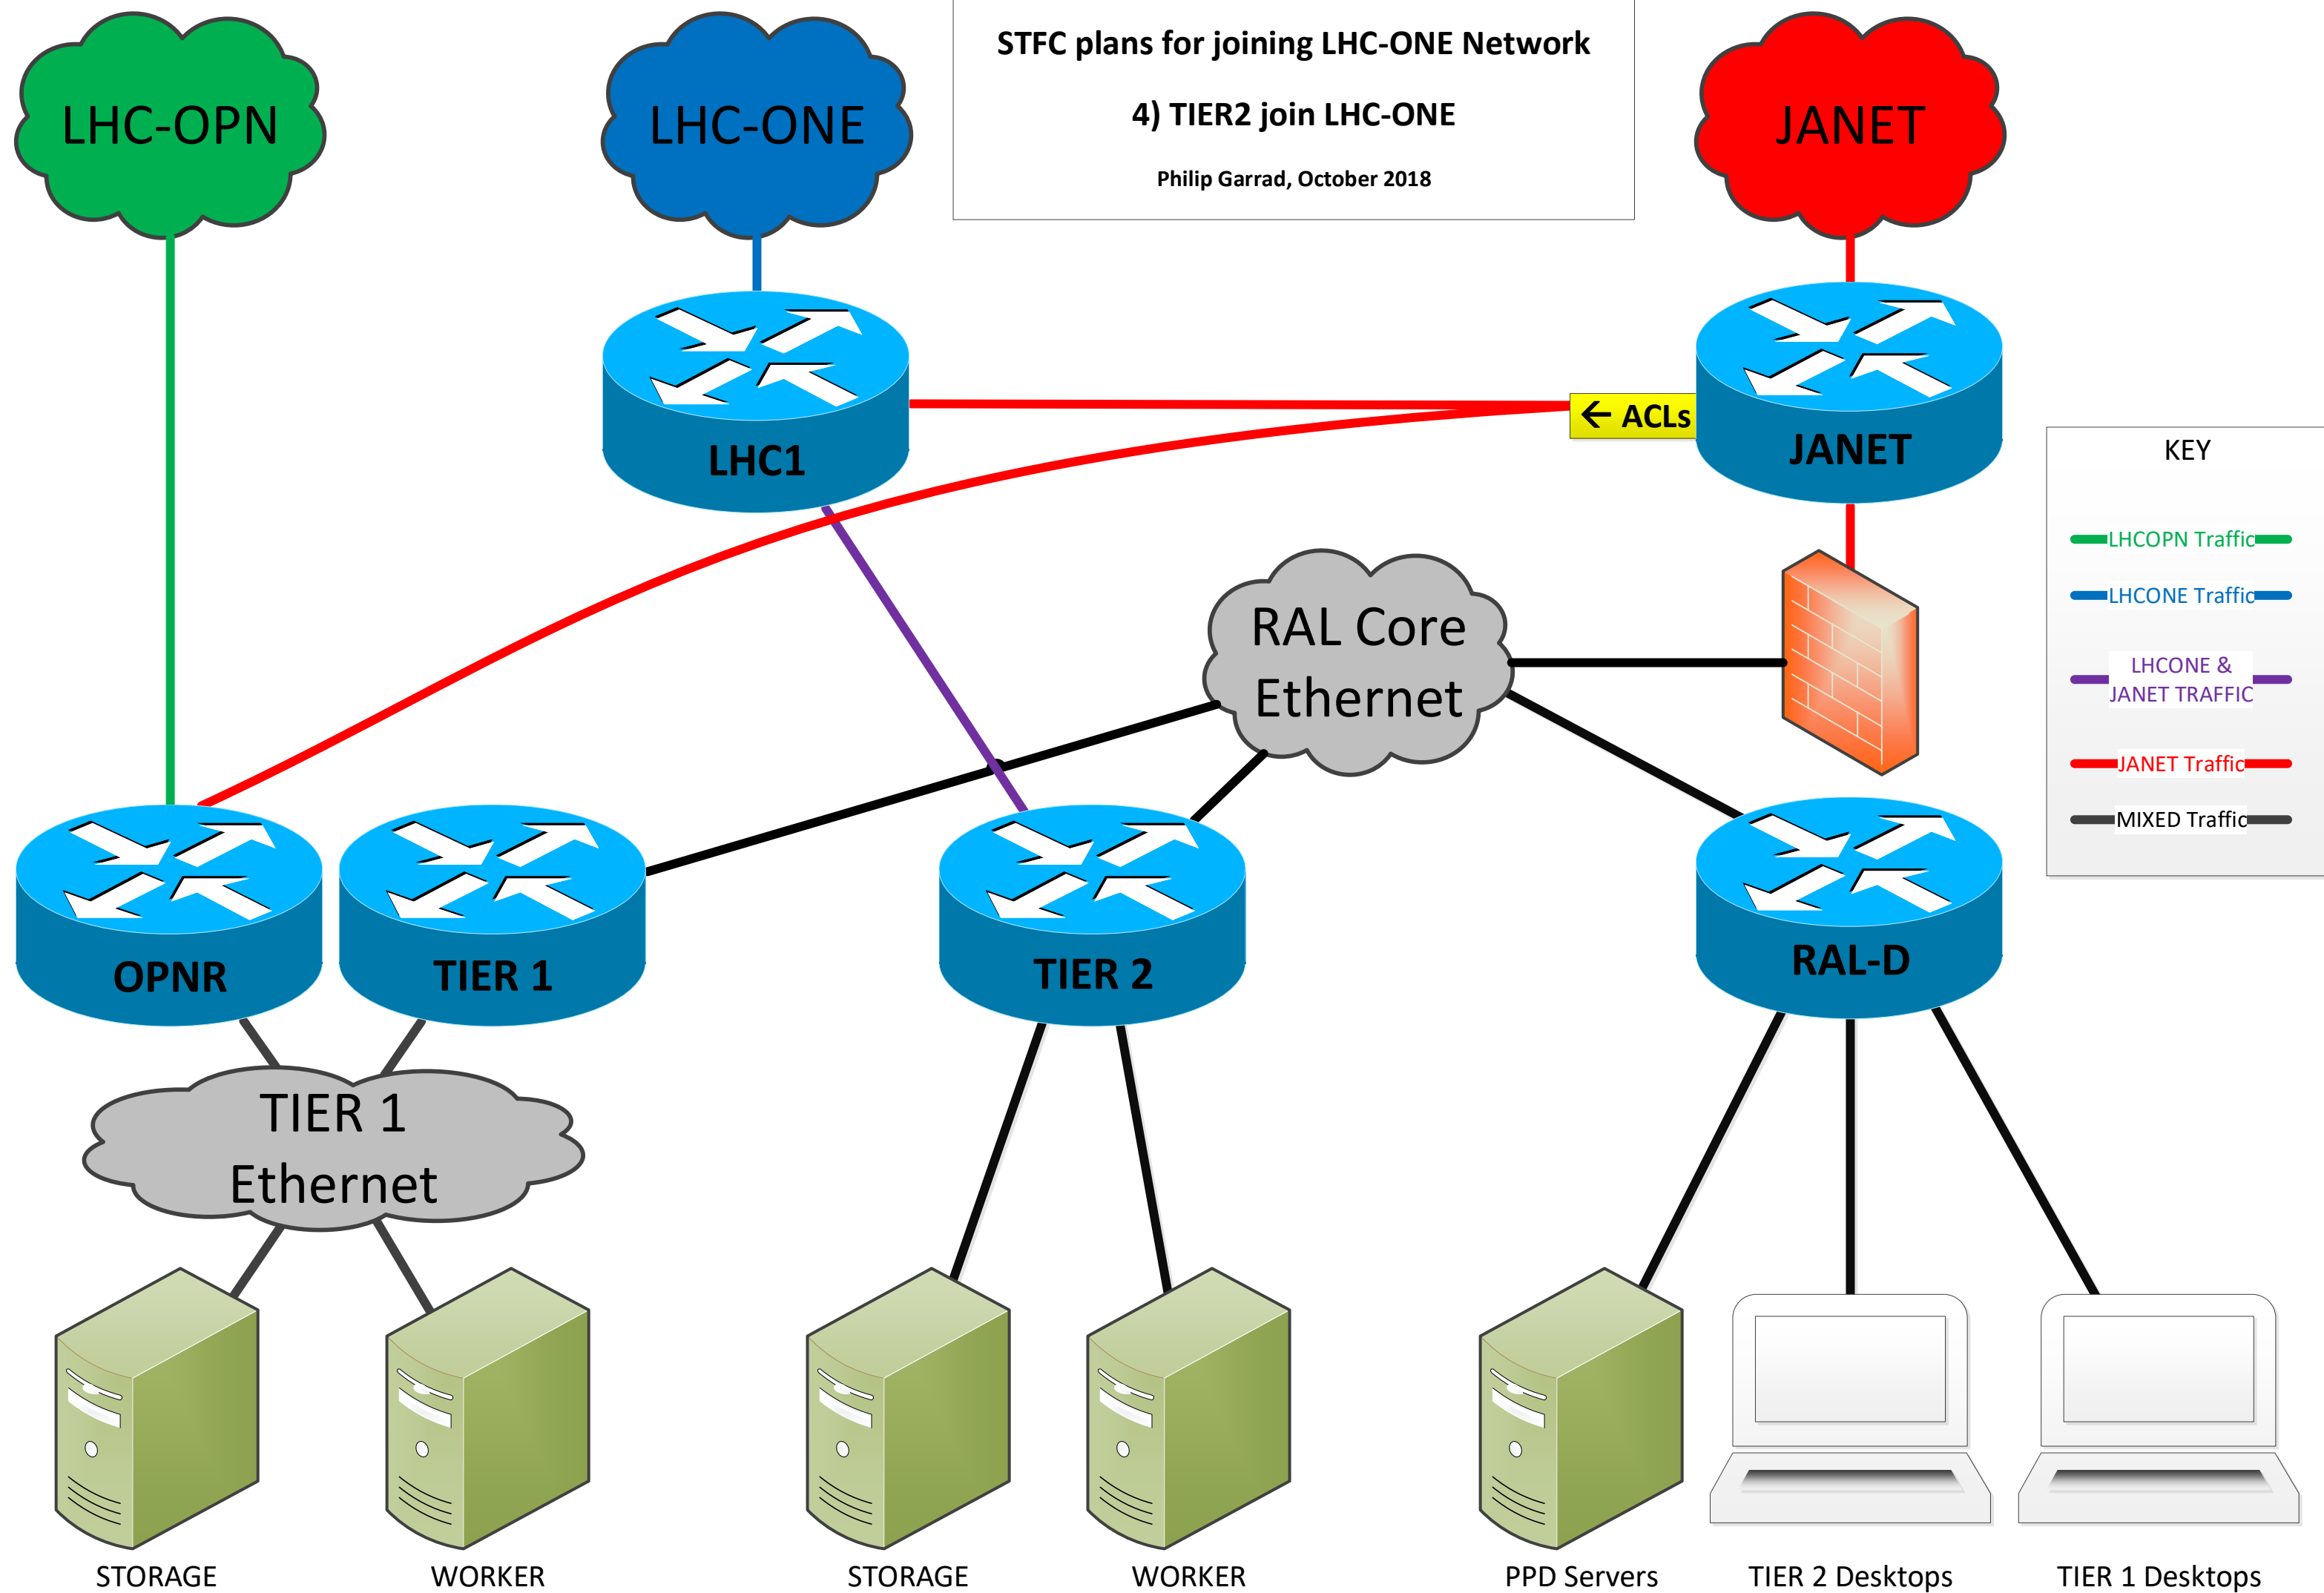 STFC plans for joining LHC-ONE Network
4) TIER2 join LHC-ONE
Philip Garrad, October 2018
LHC-OPN
LHC-ONE
JANET
LHC1
← ACLs
JANET
KEY
LHCOPN Traffic
LHCONE Traffic
LHCONE &
JANET TRAFFIC
JANET Traffic
MIXED Traffic
RAL Core
Ethernet
OPNR
TIER 1
TIER 2
RAL-D
TIER 1
Ethernet
STORAGE
WORKER
STORAGE
WORKER
PPD Servers
TIER 2 Desktops
TIER 1 Desktops